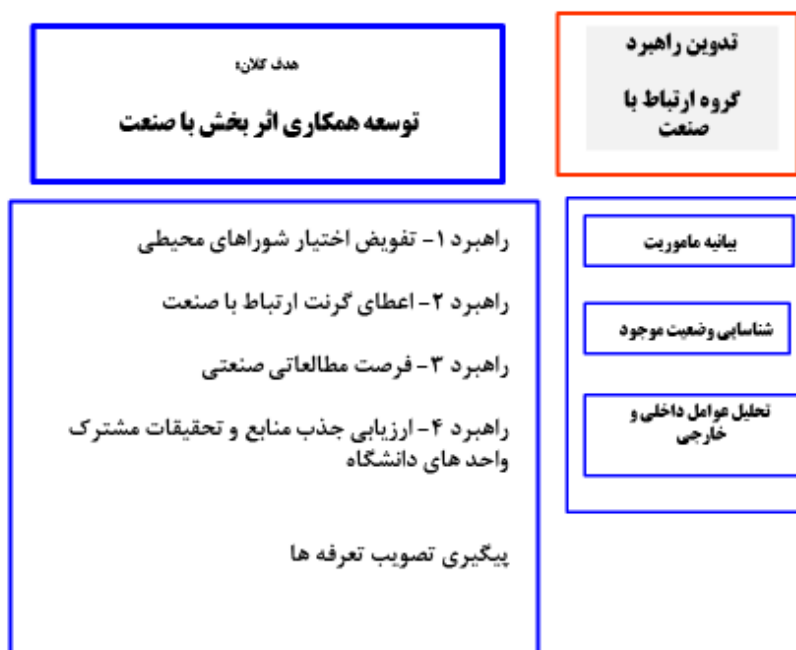 تدوین راهبرد
گروه ارتباط با
صنعت
هدف کلان:
توسعه همکاری اثر بخش با صنعت
بیانیه ماموریت
شناسایی وضعیت موجود
تحلیل عوامل داخلی و
خارجی
راهبرد ۱- تفویض اختیار شوراهای محیطی
راهبرد ۲- اعطای گرنت ارتباط با صنعت
راهبرد ۳- فرصت مطالعاتی صنعتی
راهبرد ۴- ارزیابی جذب منابع و تحقیقات مشترک
واحد های دانشگاه
پیگیری تصویب تعرفه ها